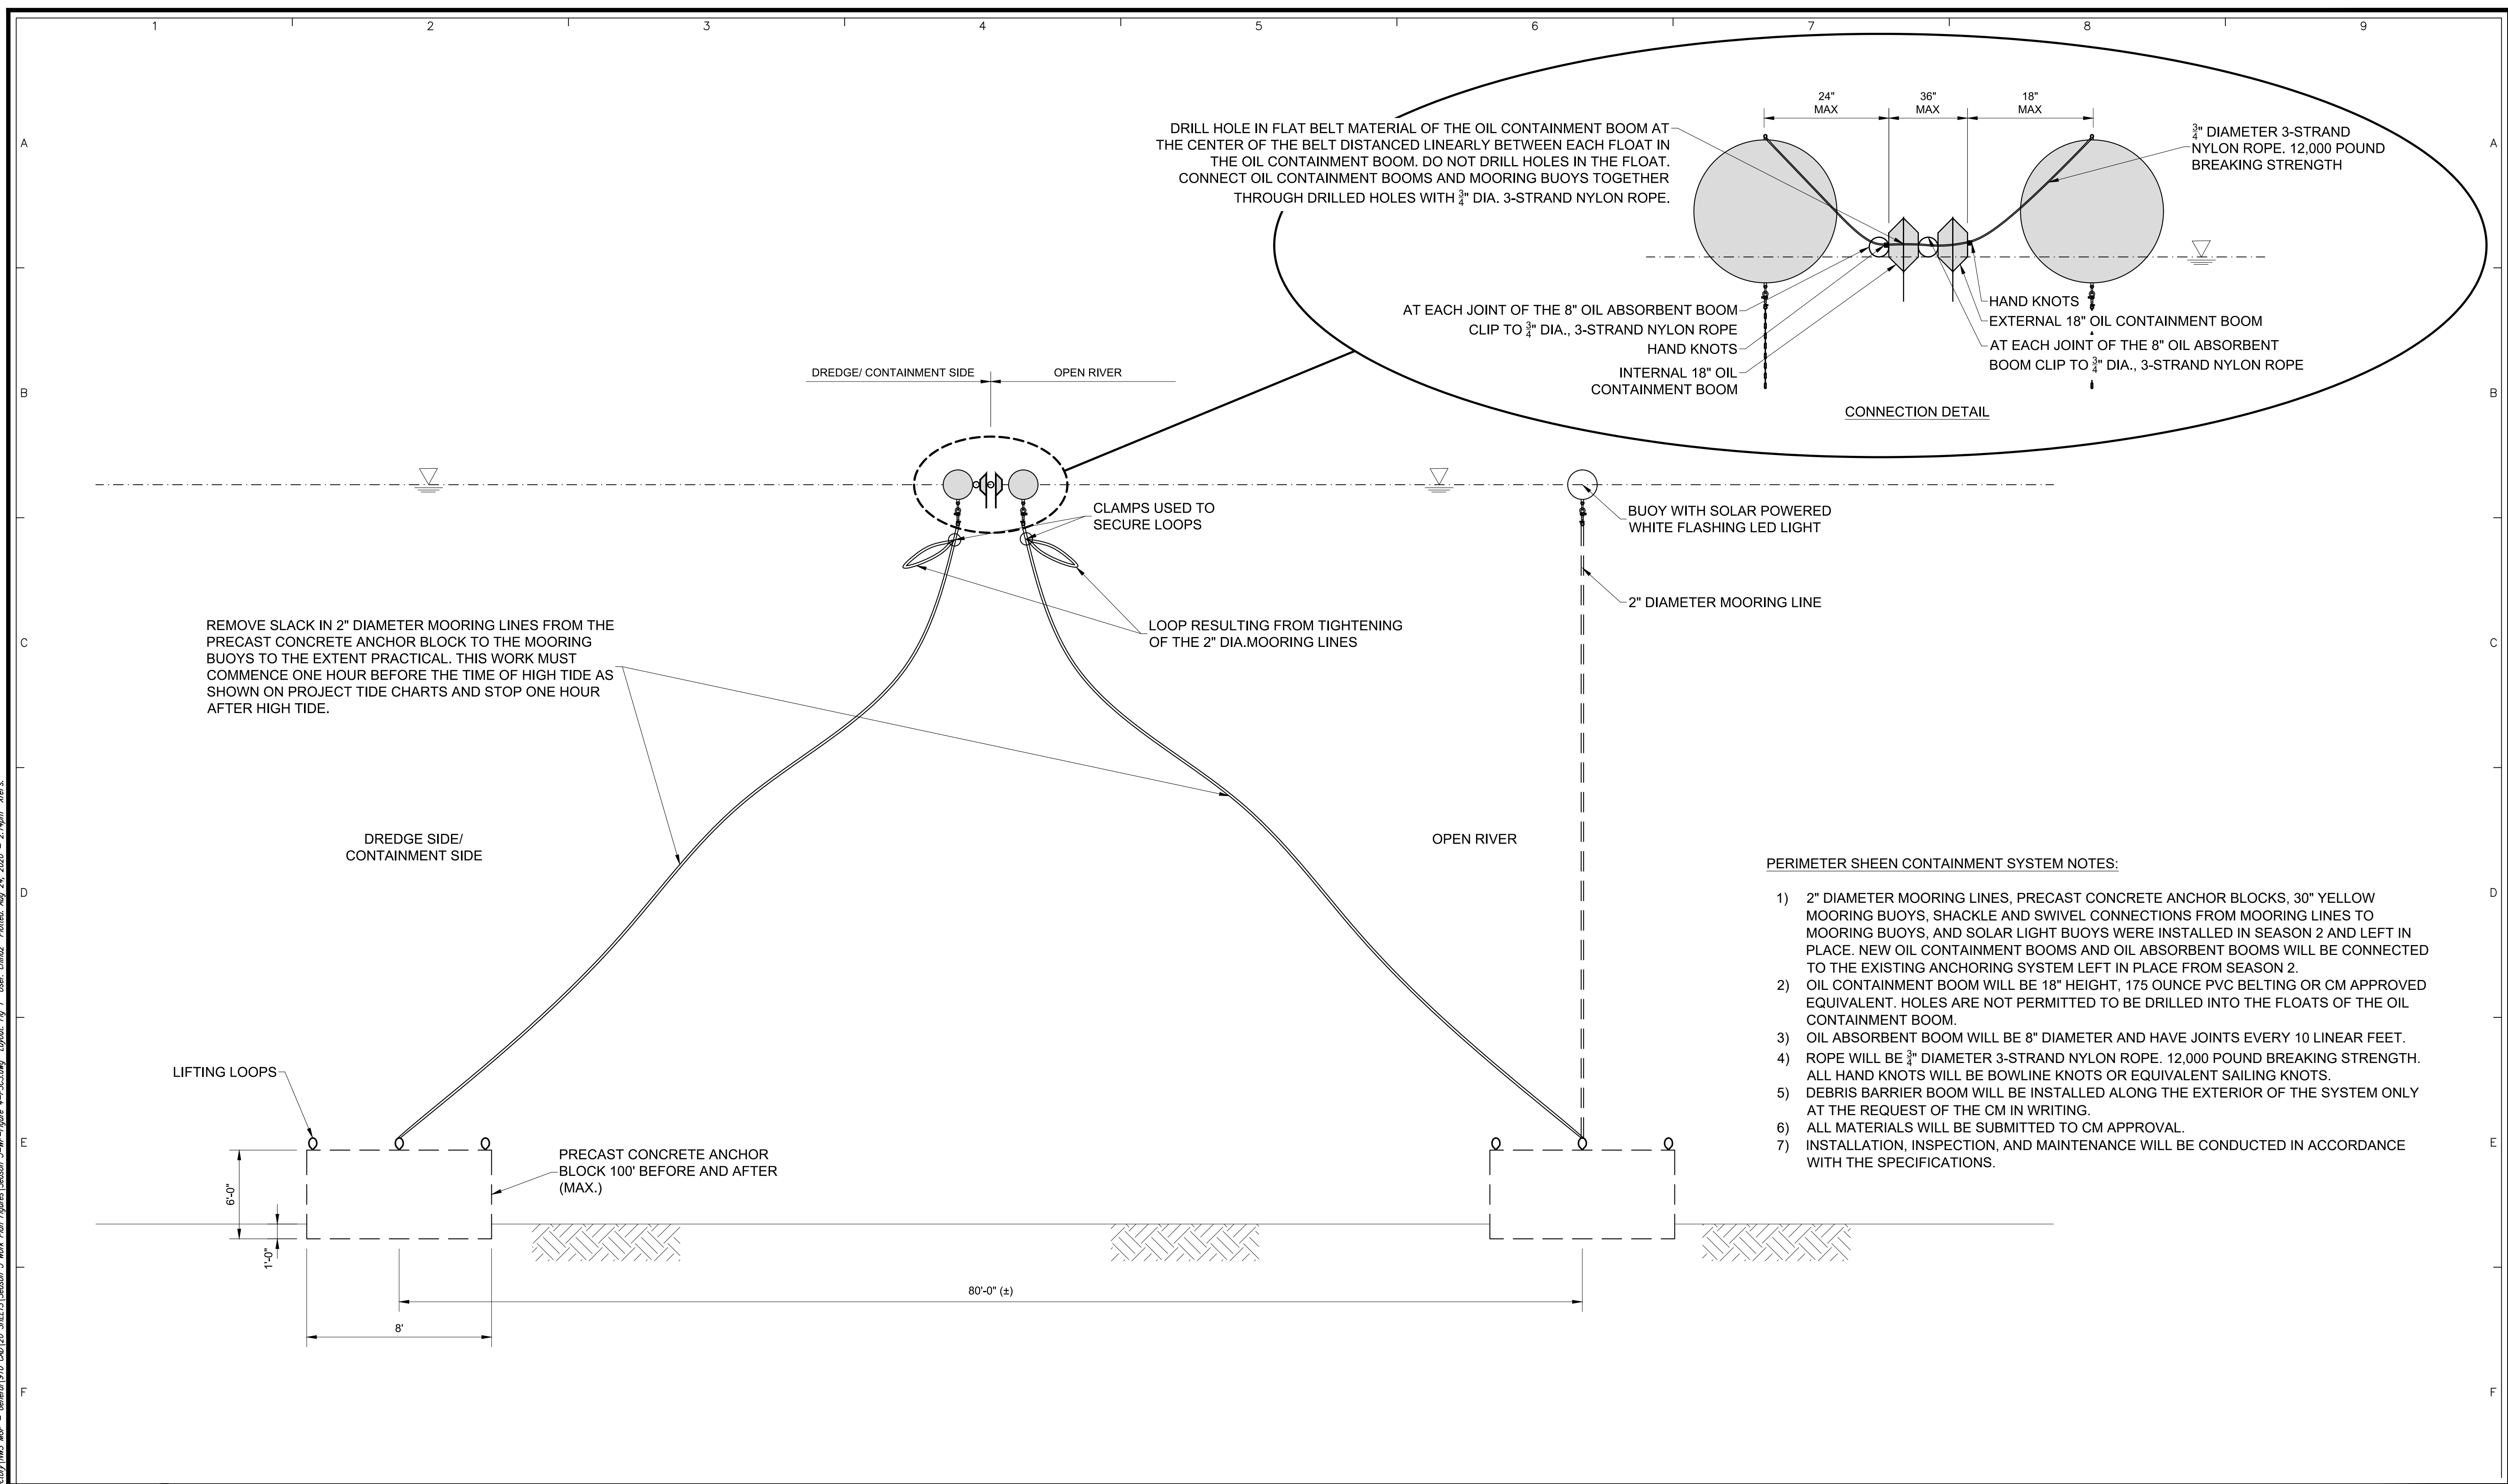 1 2 3 4 5 6 7 8 9
A
B
C
D
E
F
A
B
C
D
E
F
24"
MAX
36"
MAX
18"
MAX
DRILL HOLE IN FLAT BELT MATERIAL OF THE OIL CONTAINMENT BOOM AT
THE CENTER OF THE BELT DISTANCED LINEARLY BETWEEN EACH FLOAT IN
THE OIL CONTAINMENT BOOM. DO NOT DRILL HOLES IN THE FLOAT.
CONNECT OIL CONTAINMENT BOOMS AND MOORING BUOYS TOGETHER
THROUGH DRILLED HOLES WITH 3/4" DIA. 3-STRAND NYLON ROPE.
3/4" DIAMETER 3-STRAND
NYLON ROPE. 12,000 POUND
BREAKING STRENGTH
AT EACH JOINT OF THE 8" OIL ABSORBENT BOOM
CLIP TO 3/4" DIA., 3-STRAND NYLON ROPE
HAND KNOTS
INTERNAL 18" OIL
CONTAINMENT BOOM
HAND KNOTS
EXTERNAL 18" OIL CONTAINMENT BOOM
AT EACH JOINT OF THE 8" OIL ABSORBENT
BOOM CLIP TO 3/4" DIA., 3-STRAND NYLON ROPE
CONNECTION DETAIL
DREDGE/ CONTAINMENT SIDE
OPEN RIVER
CLAMPS USED TO
SECURE LOOPS
BUOY WITH SOLAR POWERED
WHITE FLASHING LED LIGHT
2" DIAMETER MOORING LINE
LOOP RESULTING FROM TIGHTENING
OF THE 2" DIA.MOORING LINES
REMOVE SLACK IN 2" DIAMETER MOORING LINES FROM THE
PRECAST CONCRETE ANCHOR BLOCK TO THE MOORING
BUOYS TO THE EXTENT PRACTICAL. THIS WORK MUST
COMMENCE ONE HOUR BEFORE THE TIME OF HIGH TIDE AS
SHOWN ON PROJECT TIDE CHARTS AND STOP ONE HOUR
AFTER HIGH TIDE.
DREDGE SIDE/
CONTAINMENT SIDE
OPEN RIVER
PERIMETER SHEEN CONTAINMENT SYSTEM NOTES:
1) 2" DIAMETER MOORING LINES, PRECAST CONCRETE ANCHOR BLOCKS, 30" YELLOW
MOORING BUOYS, SHACKLE AND SWIVEL CONNECTIONS FROM MOORING LINES TO
MOORING BUOYS, AND SOLAR LIGHT BUOYS WERE INSTALLED IN SEASON 2 AND LEFT IN
PLACE. NEW OIL CONTAINMENT BOOMS AND OIL ABSORBENT BOOMS WILL BE CONNECTED
TO THE EXISTING ANCHORING SYSTEM LEFT IN PLACE FROM SEASON 2.
2) OIL CONTAINMENT BOOM WILL BE 18" HEIGHT, 175 OUNCE PVC BELTING OR CM APPROVED
EQUIVALENT. HOLES ARE NOT PERMITTED TO BE DRILLED INTO THE FLOATS OF THE OIL
CONTAINMENT BOOM.
3) OIL ABSORBENT BOOM WILL BE 8" DIAMETER AND HAVE JOINTS EVERY 10 LINEAR FEET.
4) ROPE WILL BE 3/4" DIAMETER 3-STRAND NYLON ROPE. 12,000 POUND BREAKING STRENGTH.
ALL HAND KNOTS WILL BE BOWLINE KNOTS OR EQUIVALENT SAILING KNOTS.
5) DEBRIS BARRIER BOOM WILL BE INSTALLED ALONG THE EXTERIOR OF THE SYSTEM ONLY
AT THE REQUEST OF THE CM IN WRITING.
6) ALL MATERIALS WILL BE SUBMITTED TO CM APPROVAL.
7) INSTALLATION, INSPECTION, AND MAINTENANCE WILL BE CONDUCTED IN ACCORDANCE
WITH THE SPECIFICATIONS.
LIFTING LOOPS
PRECAST CONCRETE ANCHOR
BLOCK 100' BEFORE AND AFTER
(MAX.)
6'-0"
1'-0"
80'-0" (±)
8'